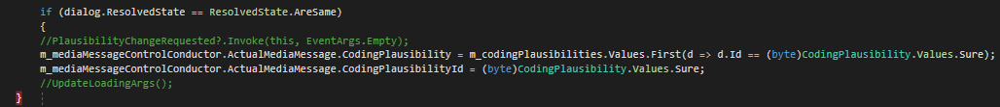 if (dialog.ResolvedState == ResolvedState.AreSame)
{
//PlausibilityChangeRequested?.Invoke(this, EventArgs.Empty);
m_mediaMessageControlConductor.ActualMediaMessage.CodingPlausibility = m_codingPlausibilities.Values.First(d => d.Id == (byte)CodingPlausibility.Values.Sure);
m_mediaMessageControlConductor.ActualMediaMessage.CodingPlausibilityId = (byte)CodingPlausibility.Values.Sure;
//UpdateLoadingArgs();
}